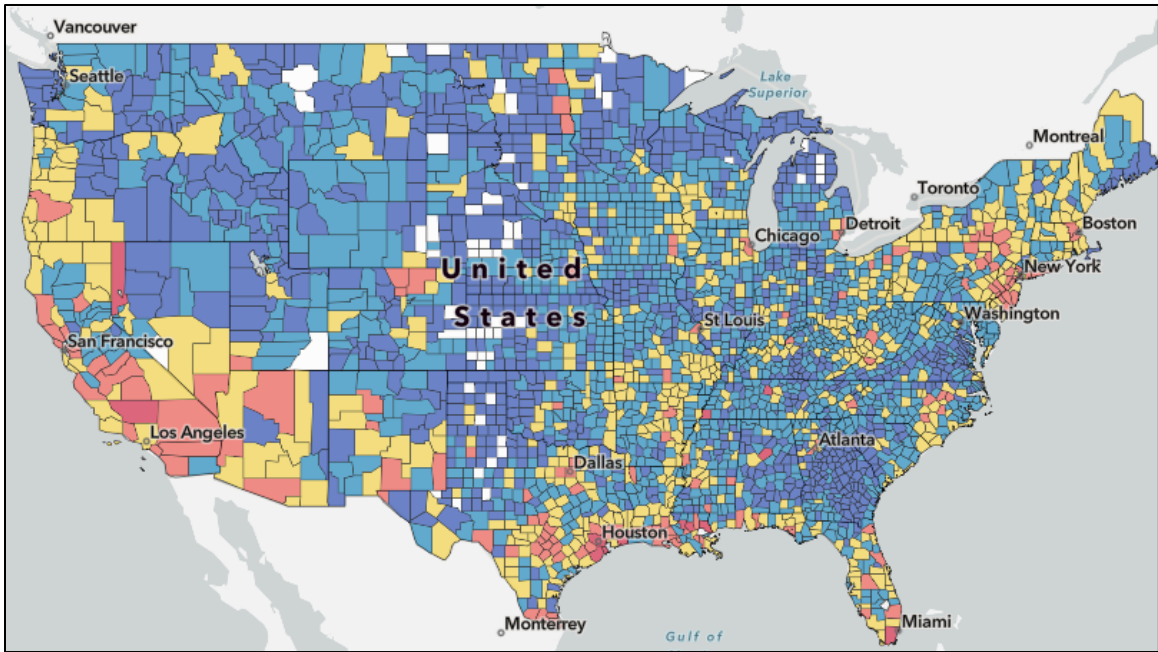 Vancouver
Seattle
Lake
Superior
Montreal
Toronto
Detroit
Boston
Chicago
New York
United
States
St Louis
Washington
San Francisco
Los Angeles
Atlanta
Dallas
Houston
Monterrey
Miami
Gulf of